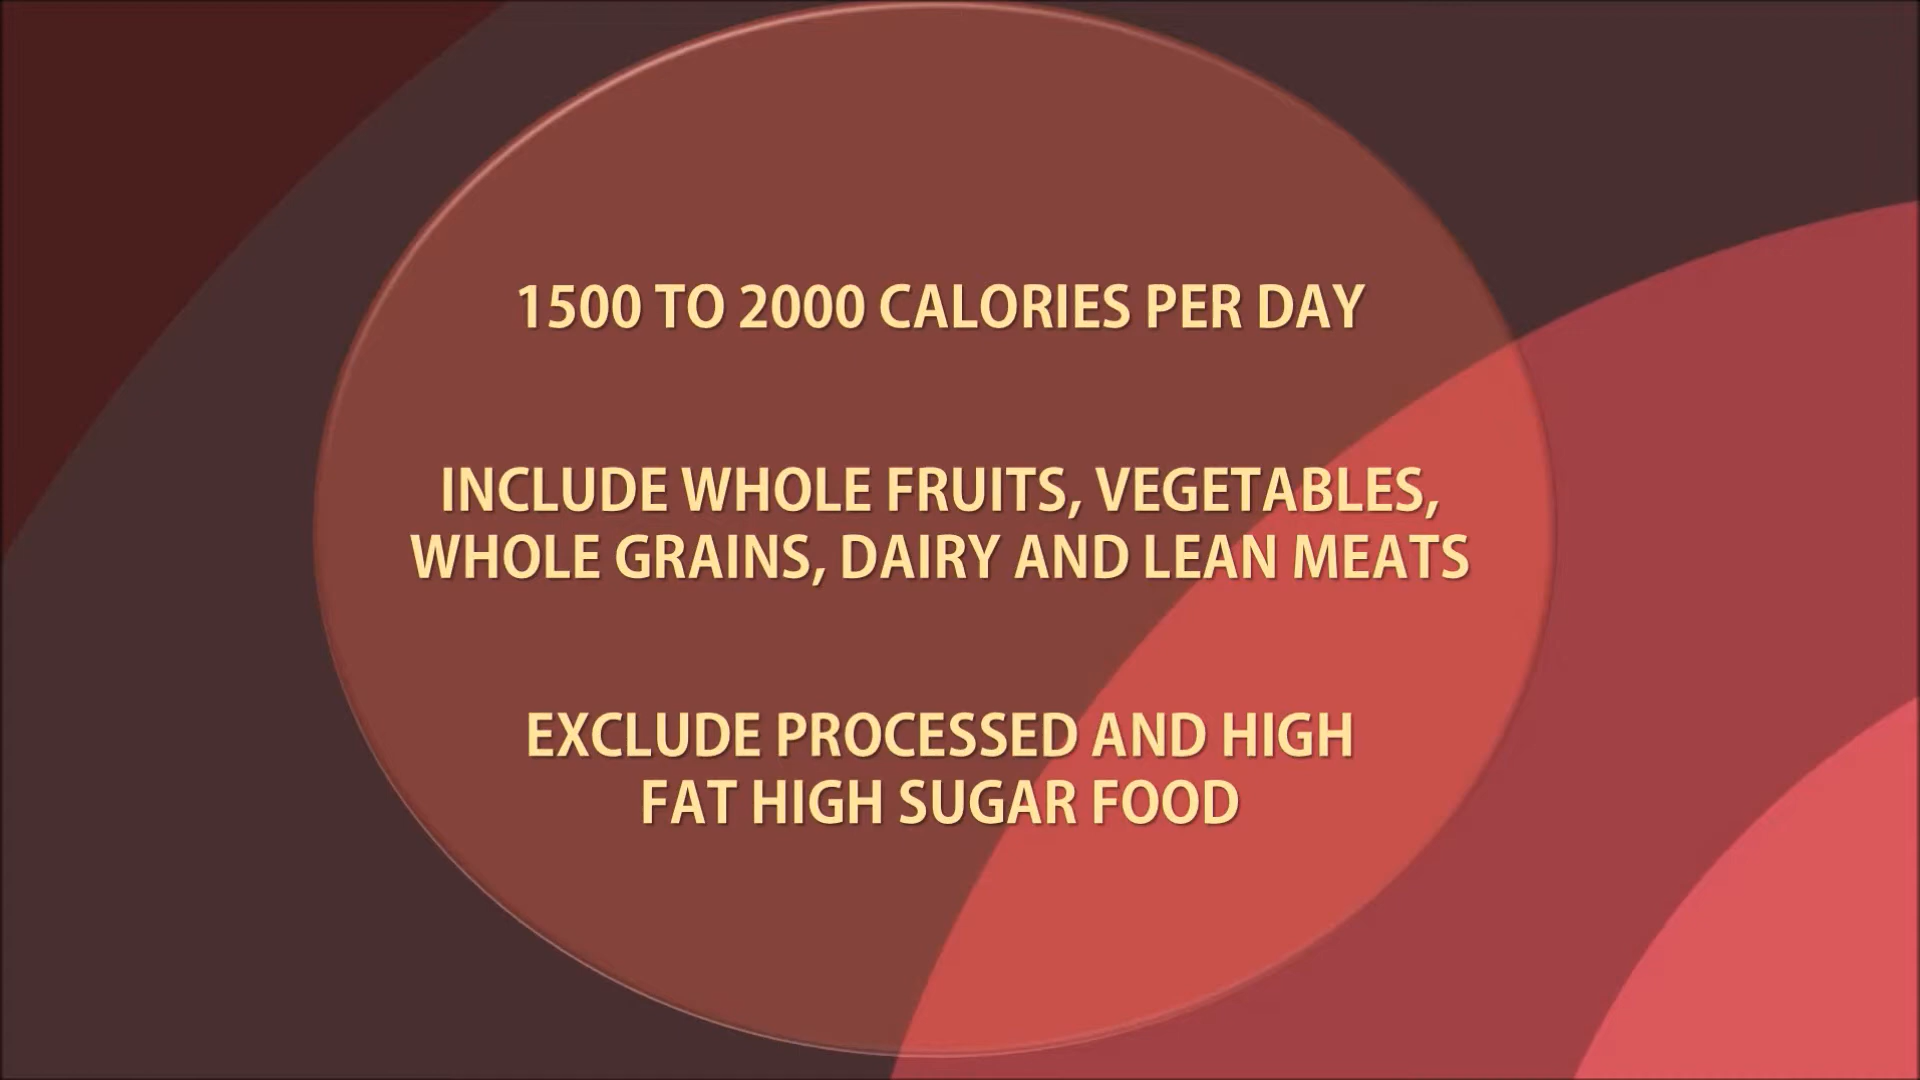 1500 TO 2000 CALORIES PER DAY
INCLUDE WHOLE FRUITS, VEGETABLES,
WHOLE GRAINS, DAIRY AND LEAN MEATS
EXCLUDE PROCESSED AND HIGH
FAT HIGH SUGAR FOOD